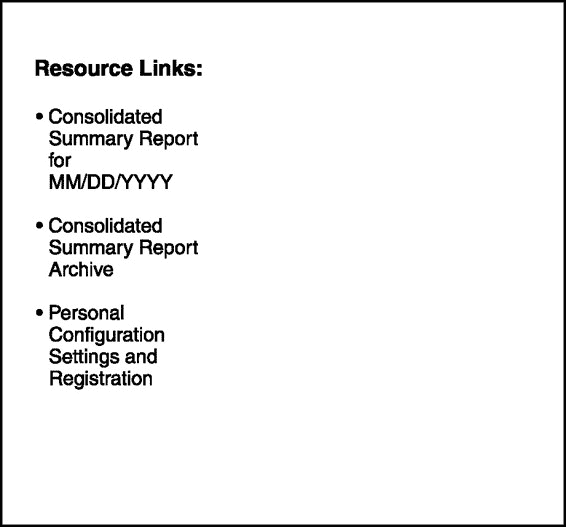 Resource Links:
• Consolidated
Summary Report
for
MM/DD/YYYY
• Consolidated
Summary Report
Archive
• Personal
Configuration
Settings and
Registration